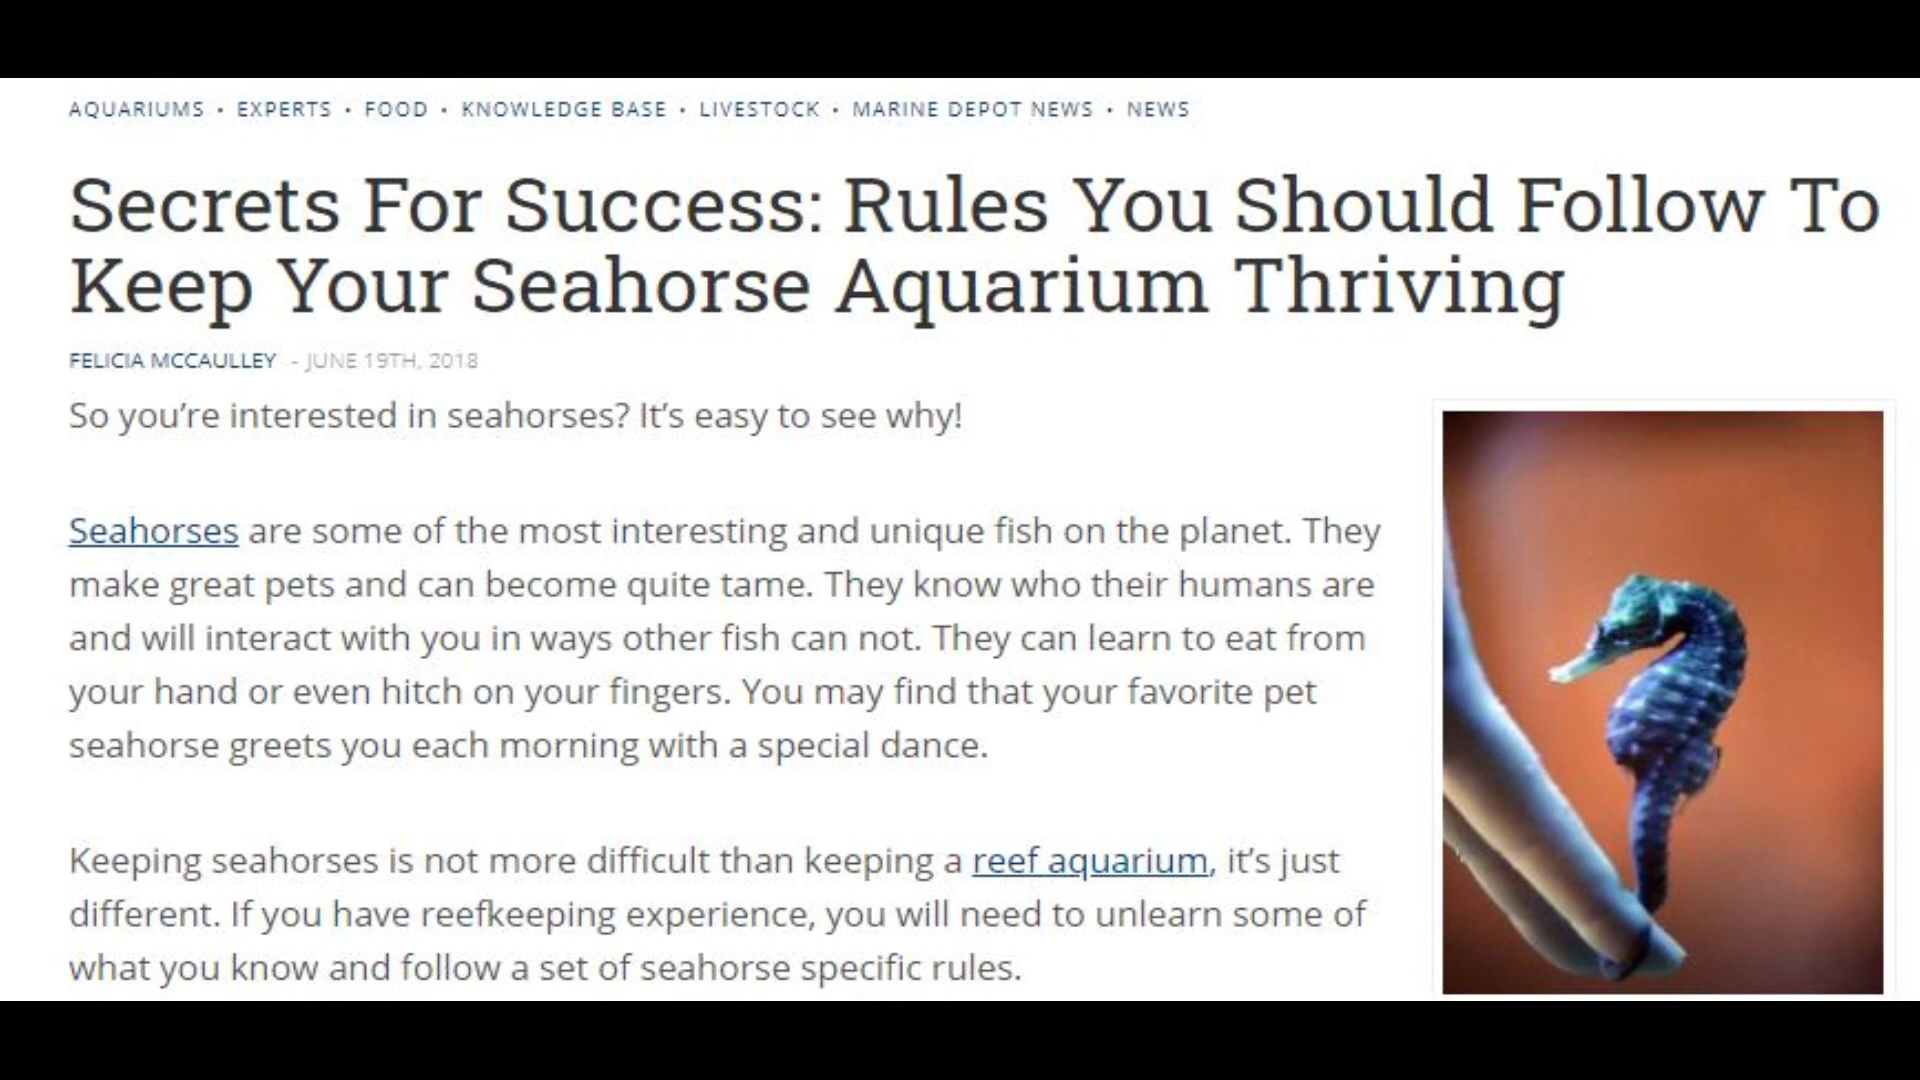 AQUARIUMS • EXPERTS • FOOD • KNOWLEDGE BASE • LIVESTOCK • MARINE DEPOT NEWS • NEWS
Secrets For Success: Rules You Should Follow To
Keep Your Seahorse Aquarium Thriving
FELICIA MCCAULLEY - JUNE 19TH, 2018
So you’re interested in seahorses? It’s easy to see why!
Seahorses are some of the most interesting and unique fish on the planet. They
make great pets and can become quite tame. They know who their humans are
and will interact with you in ways other fish can not. They can learn to eat from
your hand or even hitch on your fingers. You may find that your favorite pet
seahorse greets you each morning with a special dance.
Keeping seahorses is not more difficult than keeping a reef aquarium, it’s just
different. If you have reefkeeping experience, you will need to unlearn some of
what you know and follow a set of seahorse specific rules.